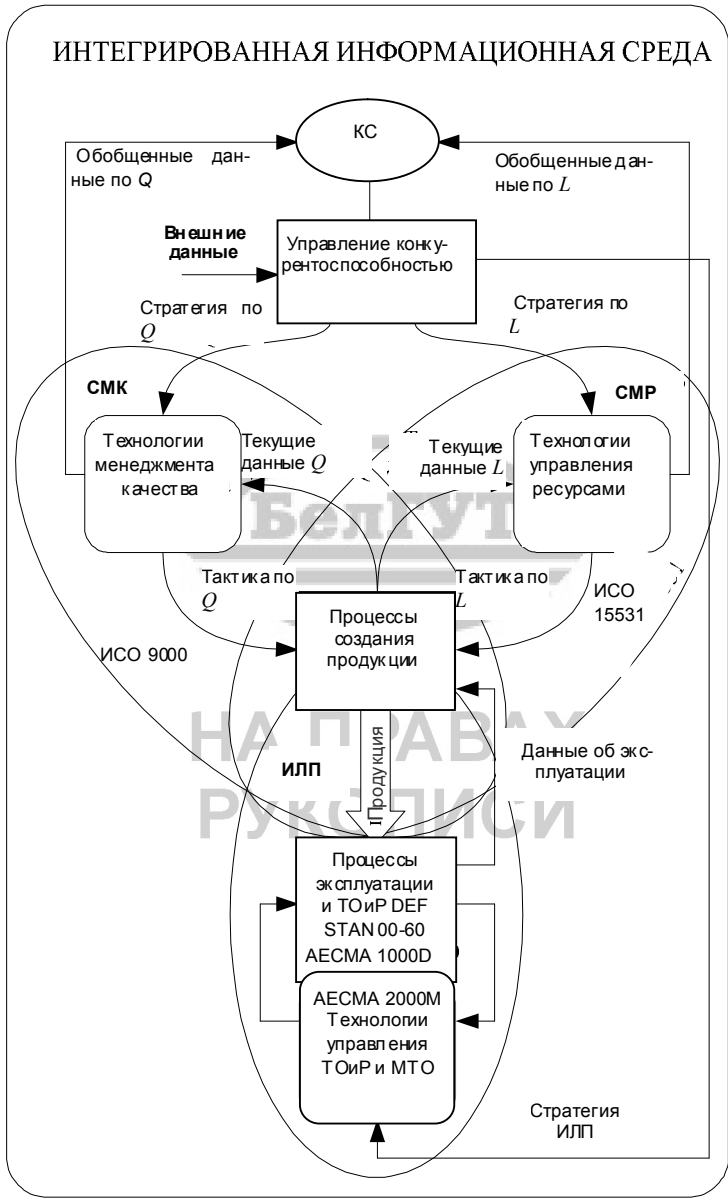 ИНТЕГРИРОВАННАЯ ИНФОРМАЦИОННАЯ СРЕДА
КС
Обобщенные дан-
ные по Q
Обобщенные дан-
ные по L
Внешние
данные
Управление конку-
рентоспособностью
Стратегия по
Q
Стратегия по
L
СМК
СМР
Технологии
менеджмента
качества
Текущие
данные Q
Текущие
данные L
Технологии
управления
ресурсами
БелГУТ
Тактика по
Q
Тактика по
L
ИСО
15531
Процессы
создания
продукции
ИСО 9000
НА ПРАВАХ
РУКОПИСИ
ИЛП
Продукция
Данные об экс-
плуатации
Процессы
эксплуатации
и ТОиР DEF
STAN 00-60
AECMA 1000D
AECMA 2000M
Технологии
управления
ТОиР и МТО
Стратегия
ИЛП